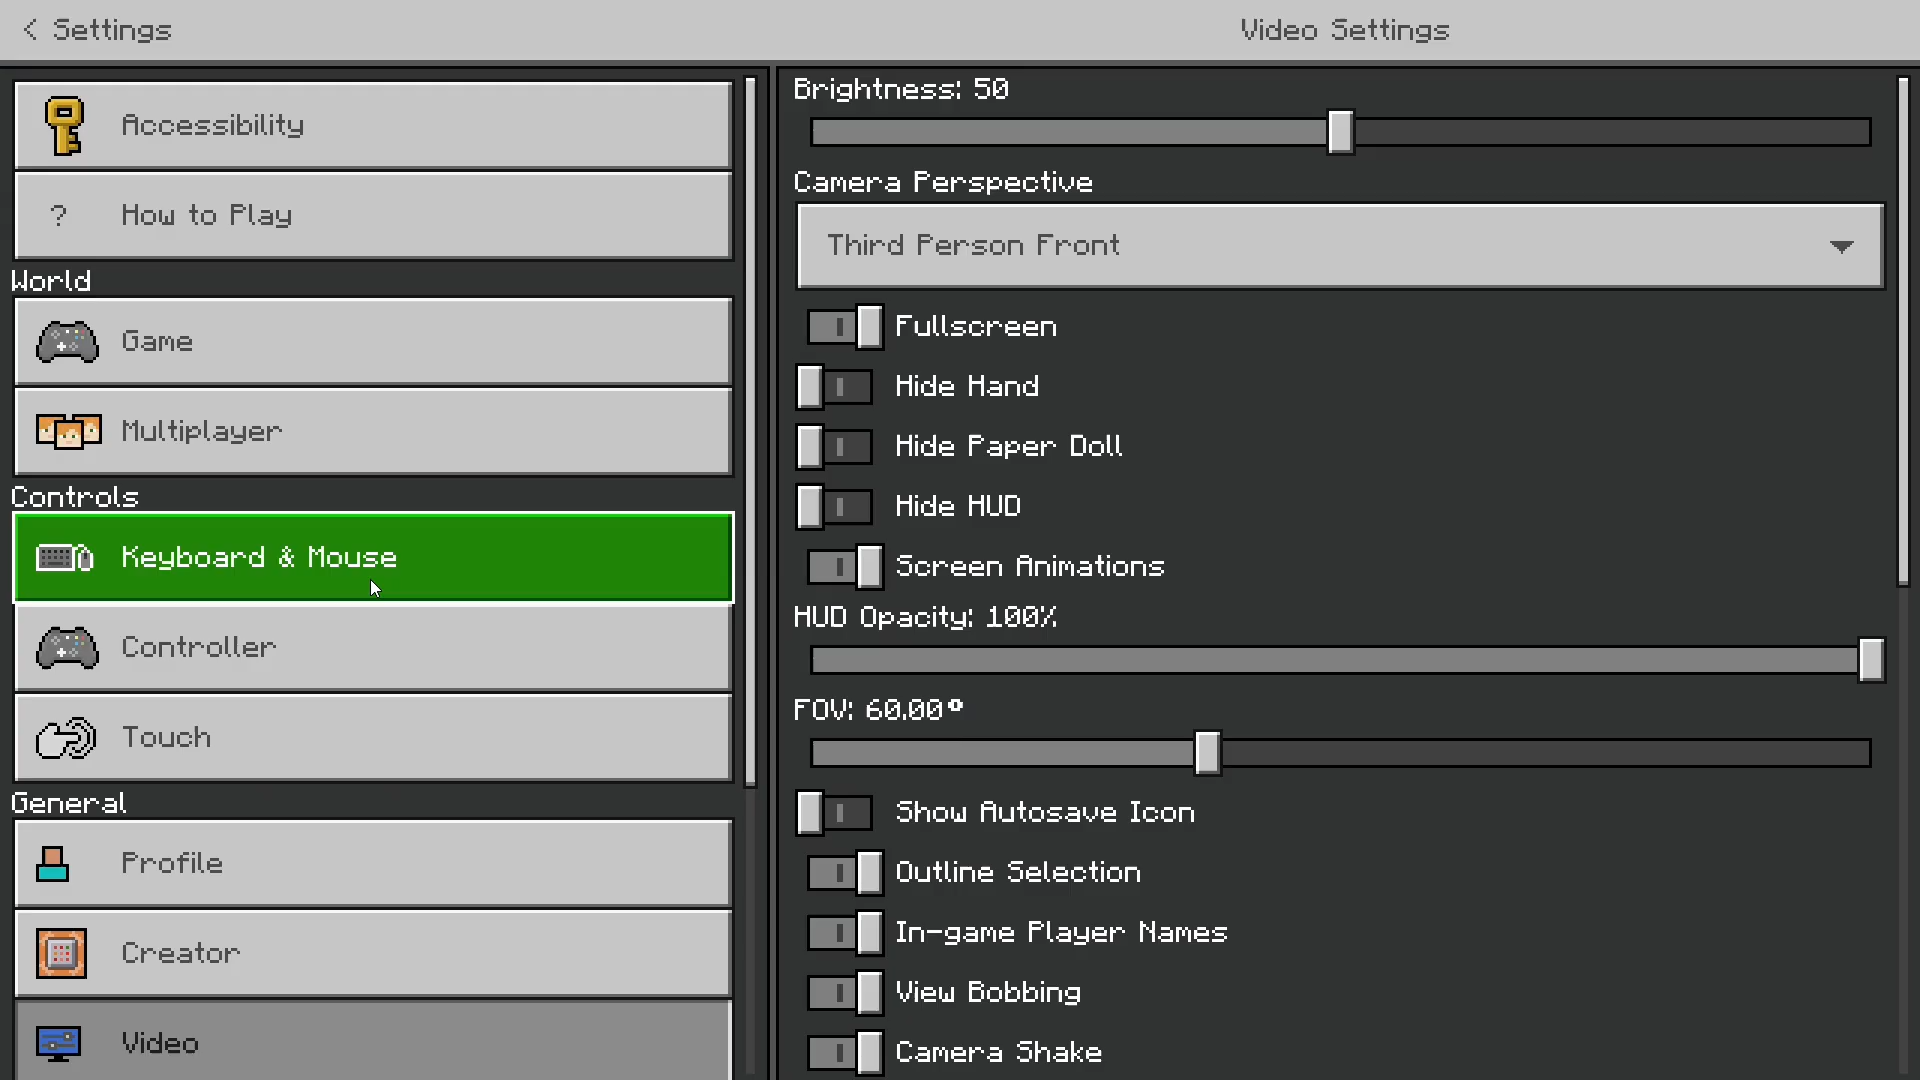 < Settings
Video Settings
Accessibility
? How to Play
World
Game
Multiplayer
Controls
Keyboard & Mouse
Controller
Touch
General
Profile
Creator
Video
Brightness: 50
Camera Perspective
Third Person Front
Fullscreen
Hide Hand
Hide Paper Doll
Hide HUD
Screen Animations
HUD Opacity: 100%
FOV: 60.00°
Show Autosave Icon
Outline Selection
In-game Player Names
View Bobbing
Camera Shake